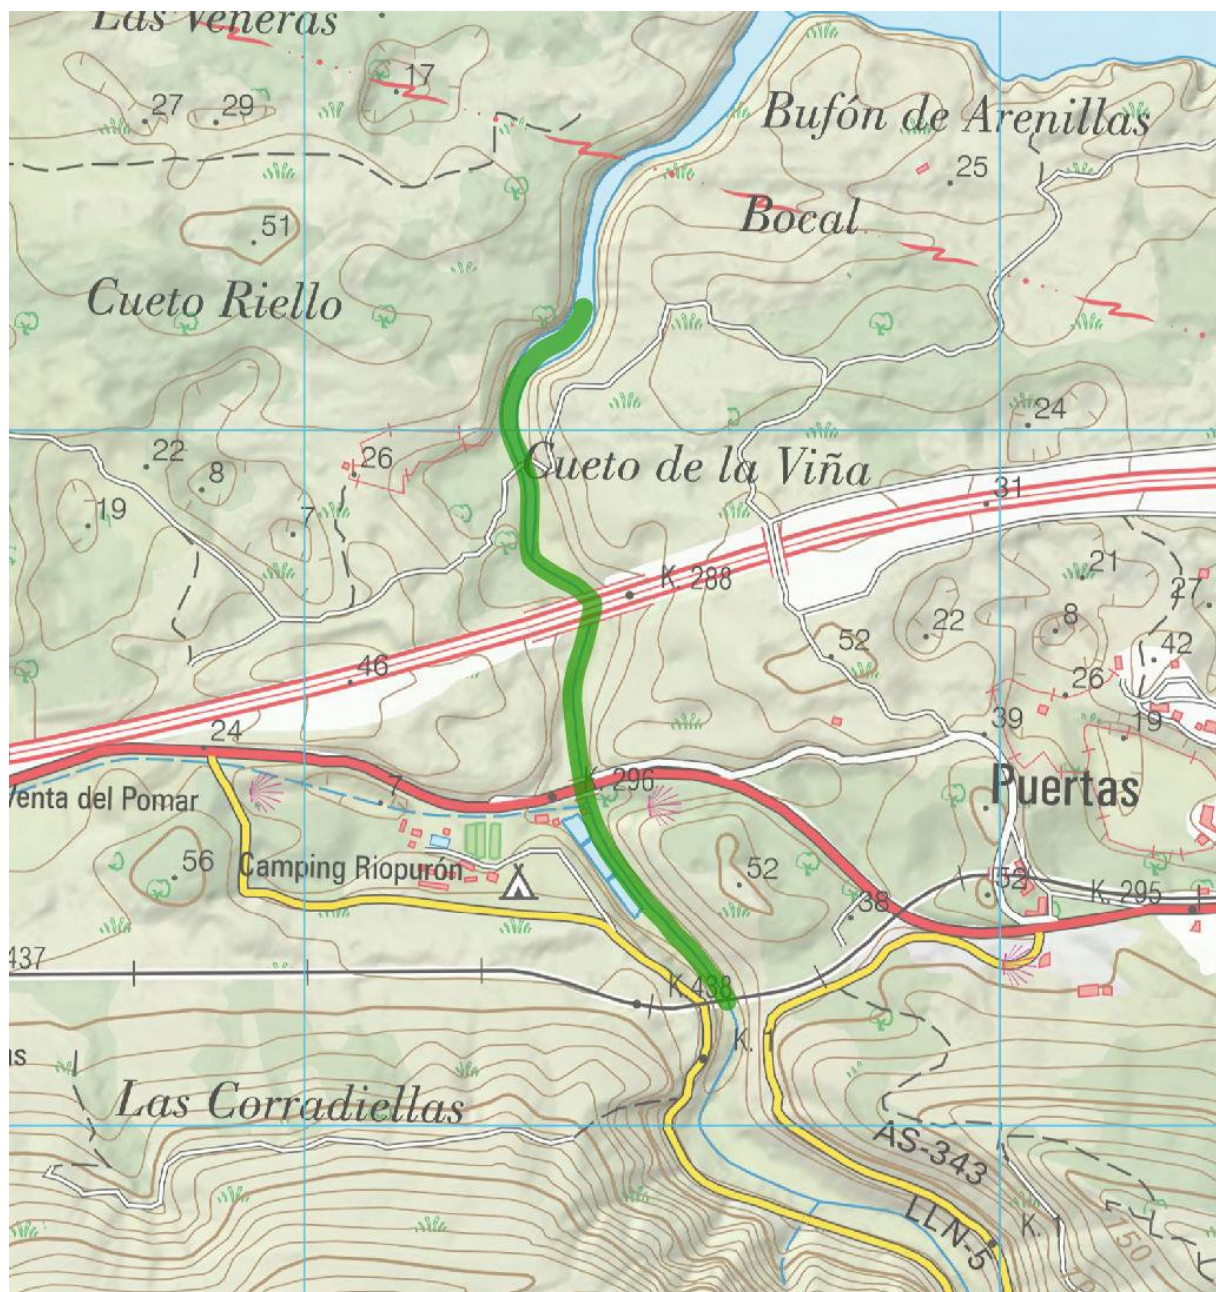 Las Veneras
17
27
29
Bufón de Arenillas
25
51
Bocal
Cueto Riello
24
22
8
26
Cueto de la Viña
31
19
7
K. 288
21
27
22
8
52
42
46
26
24
39
19
K. 296
Puertas
Venta del Pomar
7
56
Camping Riopurón
52
52
K. 295
38
437
K. 438
K.
as
Las Corradiellas
AS-343
LLN-5
K. 1
50